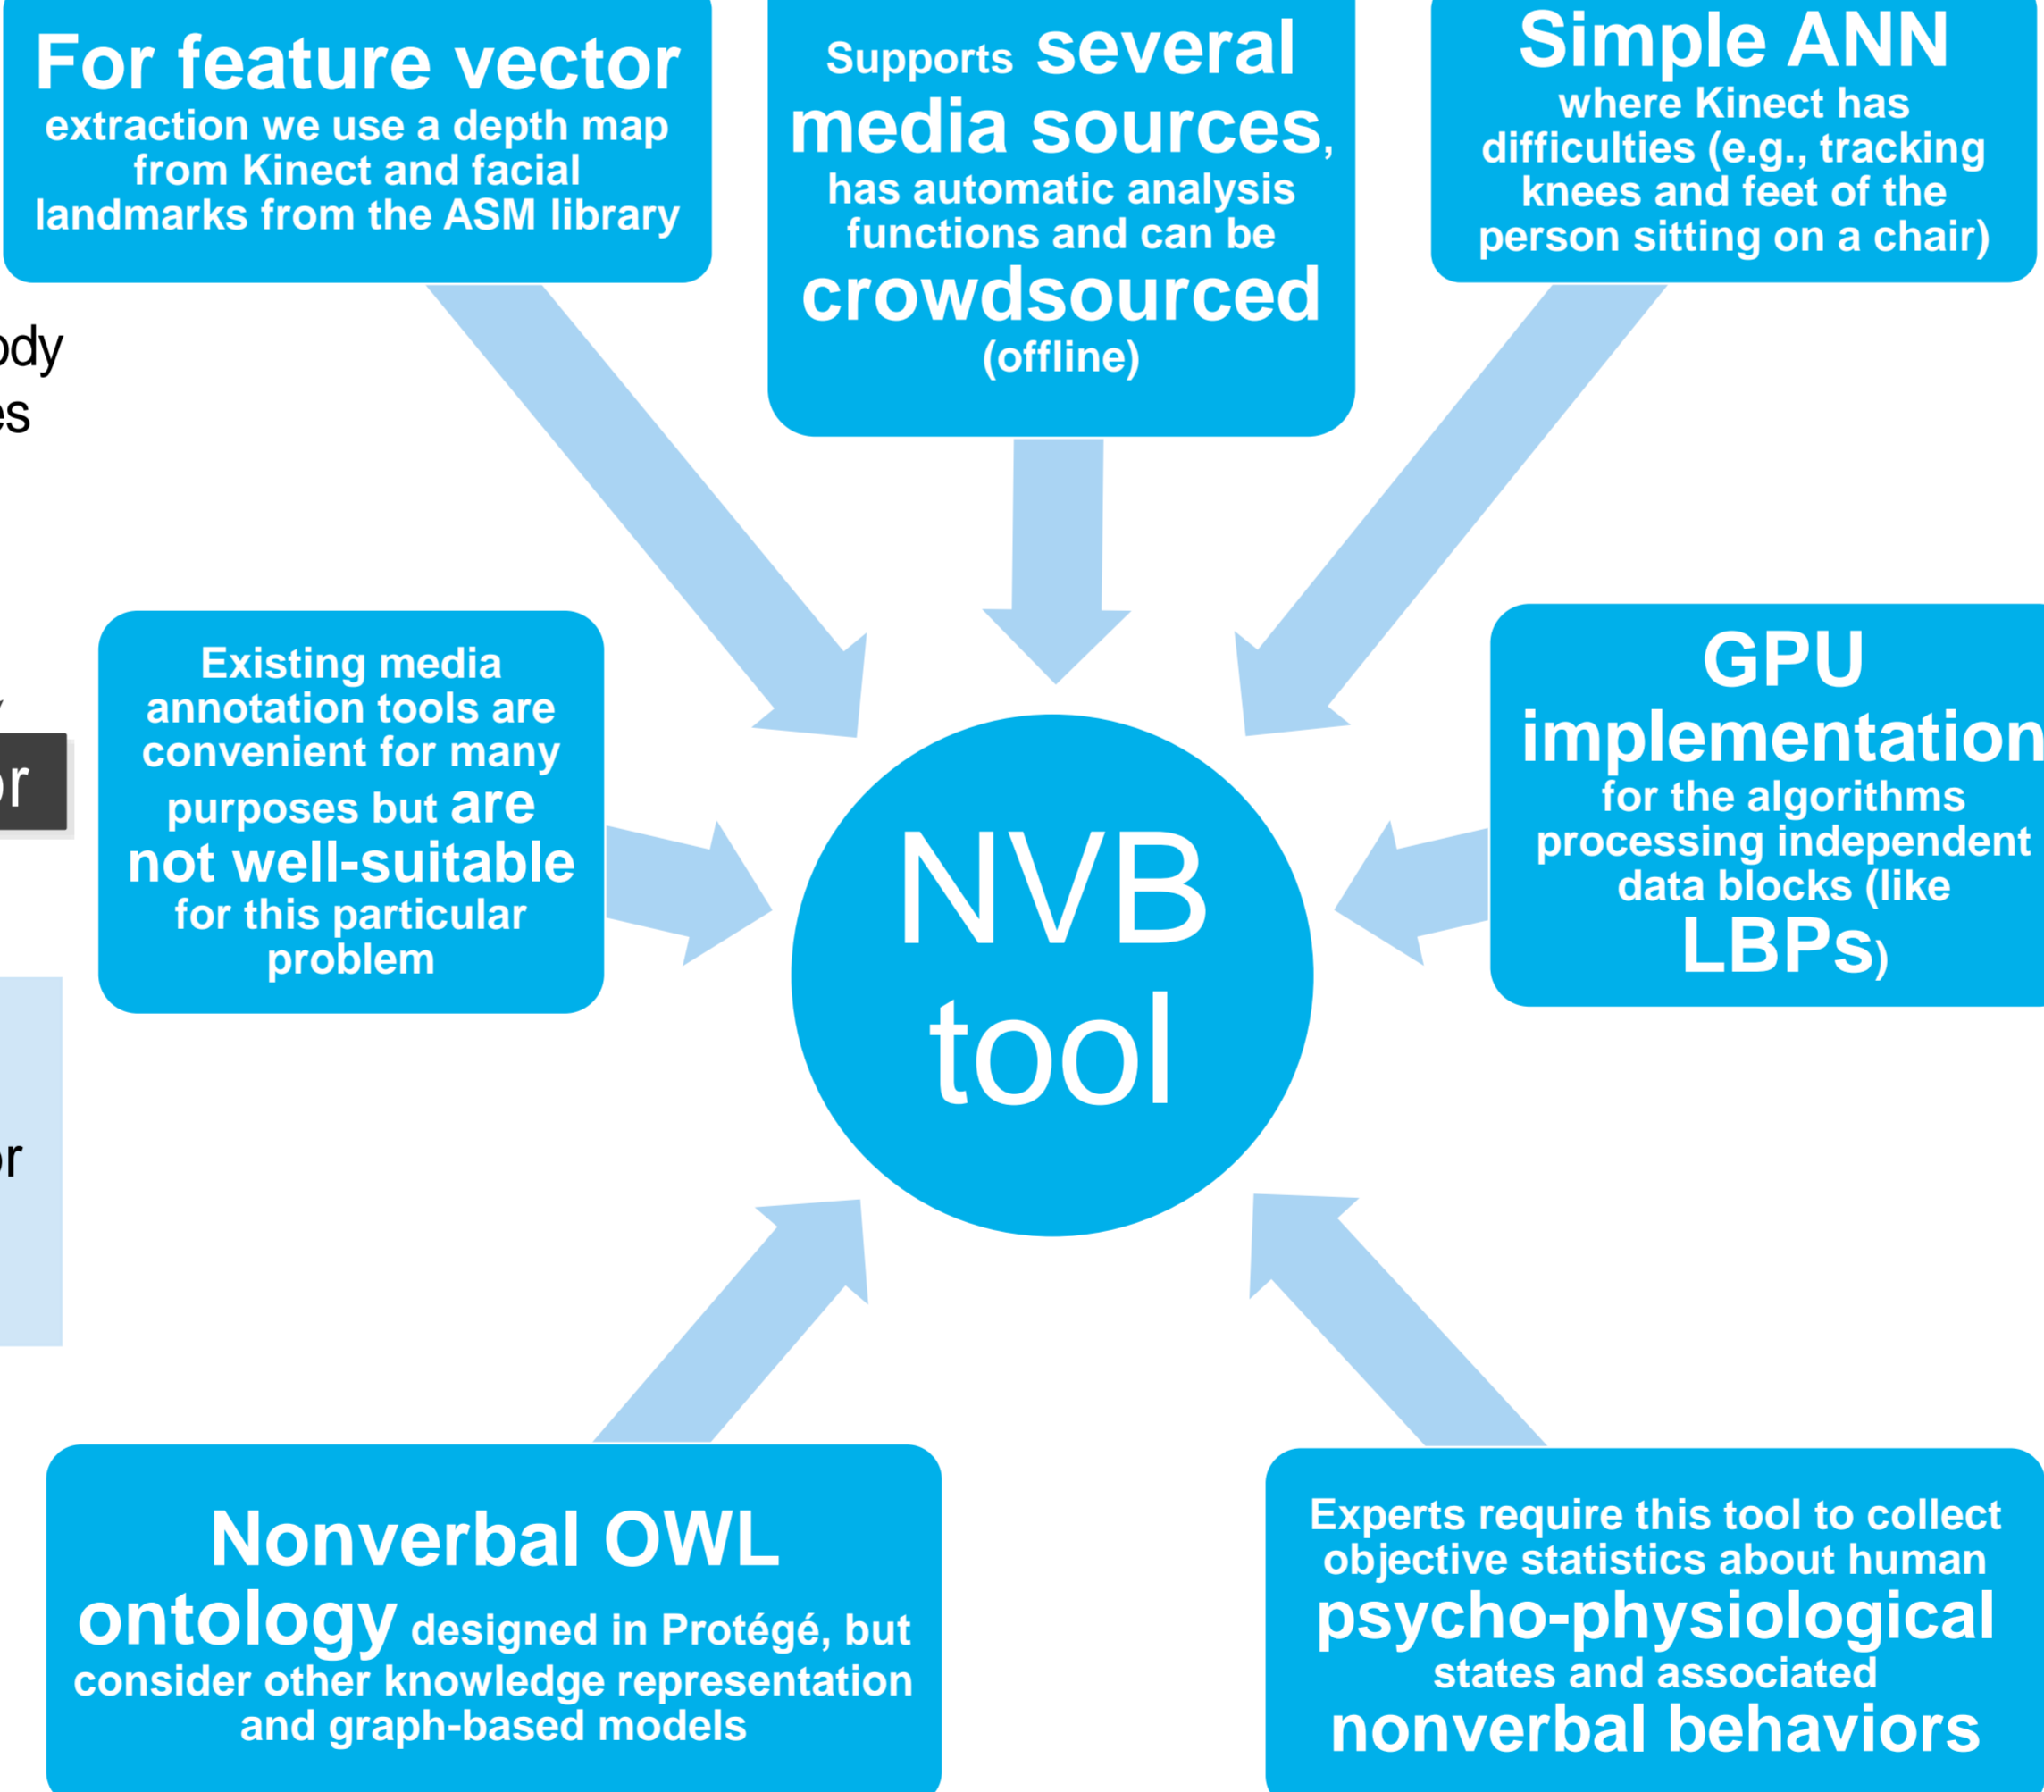 For feature vector
extraction we use a depth map
from Kinect and facial
landmarks from the ASM library
Supports several
media sources,
has automatic analysis
functions and can be
crowdsourced
(offline)
Simple ANN
where Kinect has
difficulties (e.g., tracking
knees and feet of the
person sitting on a chair)
Existing media
annotation tools are
convenient for many
purposes but are
not well-suitable
for this particular
problem
NVB
tool
GPU
implementation
for the algorithms
processing independent
data blocks (like
LBPs)
Nonverbal OWL
ontology designed in Protégé, but
consider other knowledge representation
and graph-based models
Experts require this tool to collect
objective statistics about human
psycho-physiological
states and associated
nonverbal behaviors